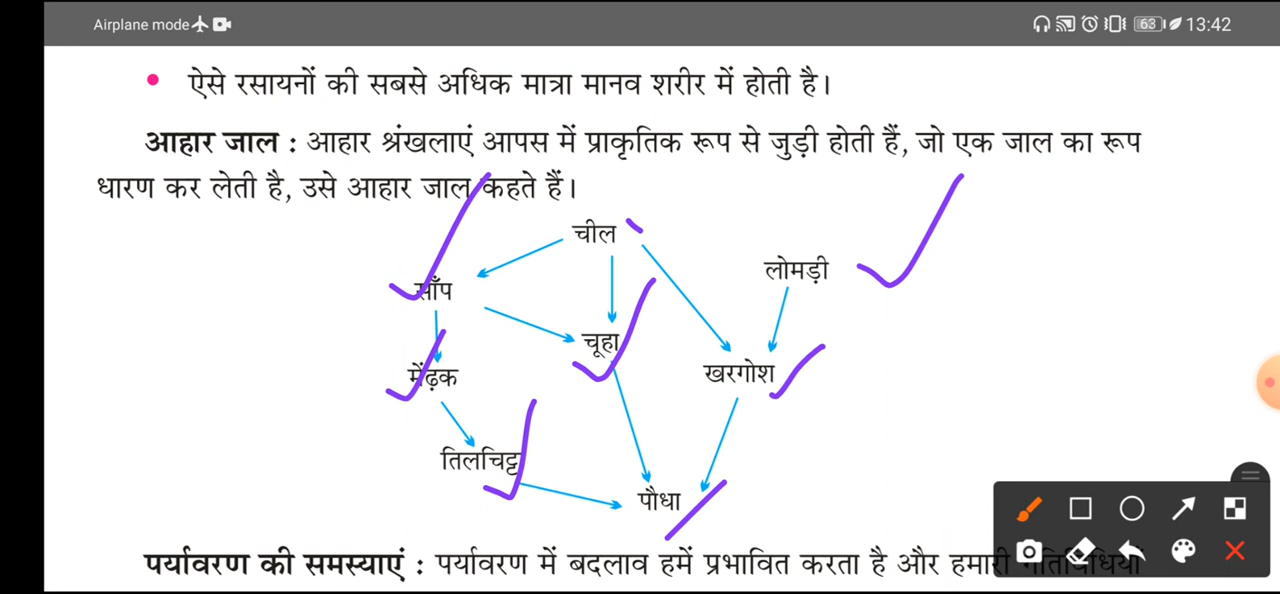 Airplane mode 63 13:42
ऐसे रसायनों की सबसे अधिक मात्रा मानव शरीर में होती है।
आहार जाल : आहार श्रंखलाएं आपस में प्राकृतिक रूप से जुड़ी होती हैं, जो एक जाल का रूप
धारण कर लेती है, उसे आहार जाल कहते हैं।
चील
लोमड़ी
साँप
चूहा
खरगोश
मेंढ़क
तिलचिट्टा
पौधा
पर्यावरण की समस्याएं : पर्यावरण में बदलाव हमें प्रभावित करता है और हमारी